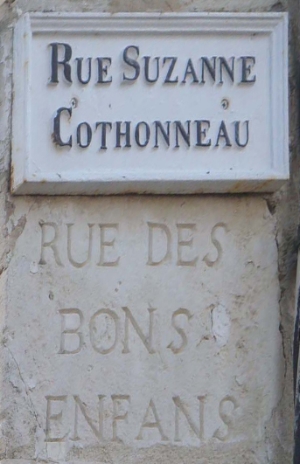 RUE SUZANNE
COTHONNEAU
RUE DES
BONS
ENFANS